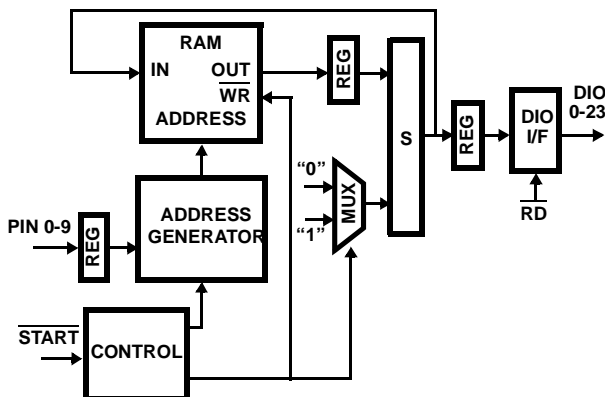 RAM
IN OUT
WR
ADDRESS
REG
S
REG
DIO
I/F
DIO
0-23
RD
"0"
"1"
MUX
PIN 0-9
REG
ADDRESS
GENERATOR
START
CONTROL